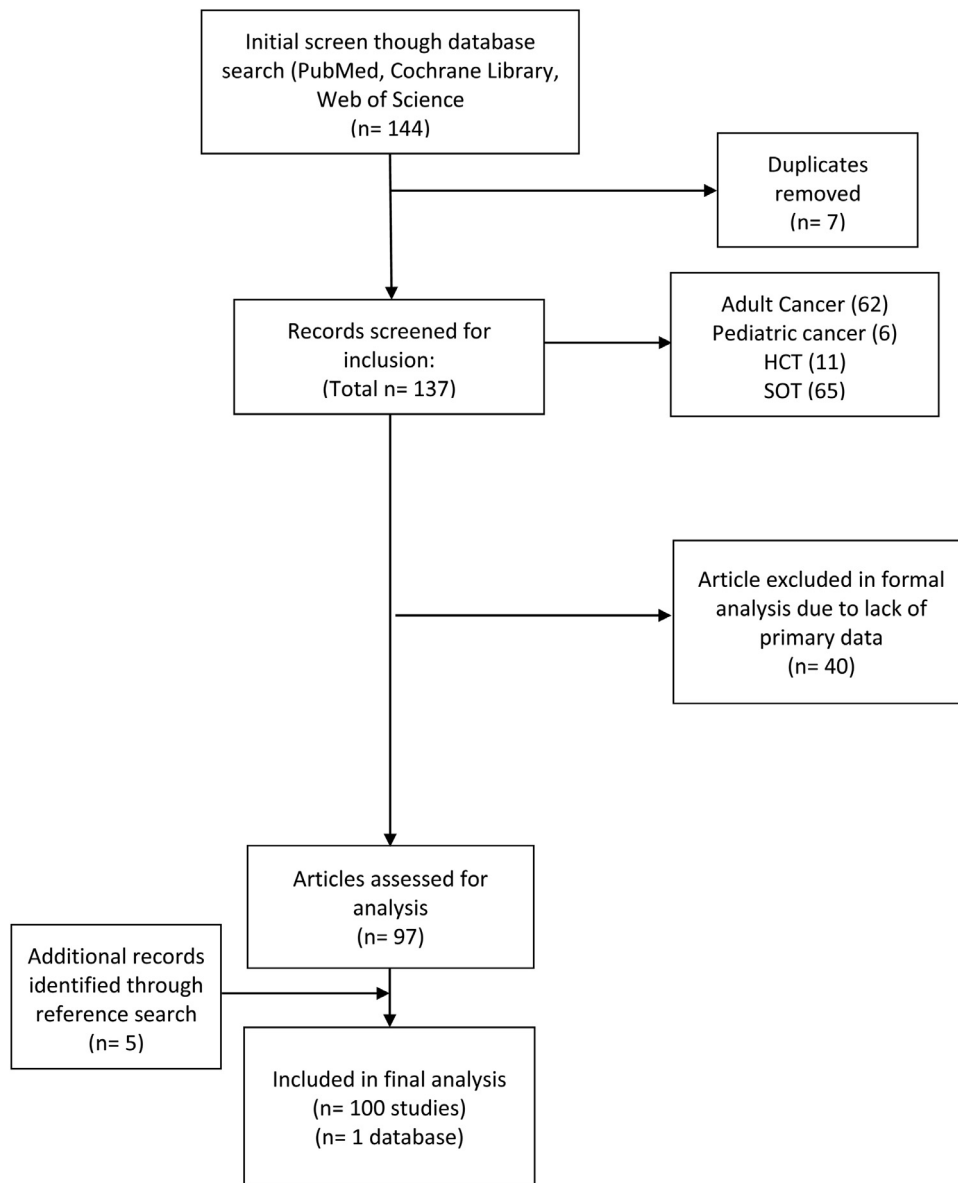 Initial screen though database
search (PubMed, Cochrane Library,
Web of Science
(n= 144)
Duplicates
removed
(n= 7)
Records screened for
inclusion:
(Total n= 137)
Adult Cancer (62)
Pediatric cancer (6)
HCT (11)
SOT (65)
Article excluded in formal
analysis due to lack of
primary data
(n= 40)
Articles assessed for
analysis
(n= 97)
Additional records
identified through
reference search
(n= 5)
Included in final analysis
(n= 100 studies)
(n= 1 database)